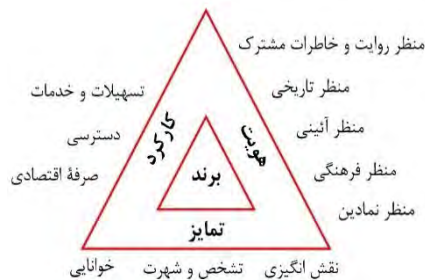 منظر روایت و خاطرات مشترک
منظر تاریخی
منظر آئینی
منظر فرهنگی
منظر نمادین
هویت
تسهیلات و خدمات
دسترسی
صرفهٔ اقتصادی
کارکرد
برند
تمایز
نقش انگیزی
تشخص و شهرت
خوانایی